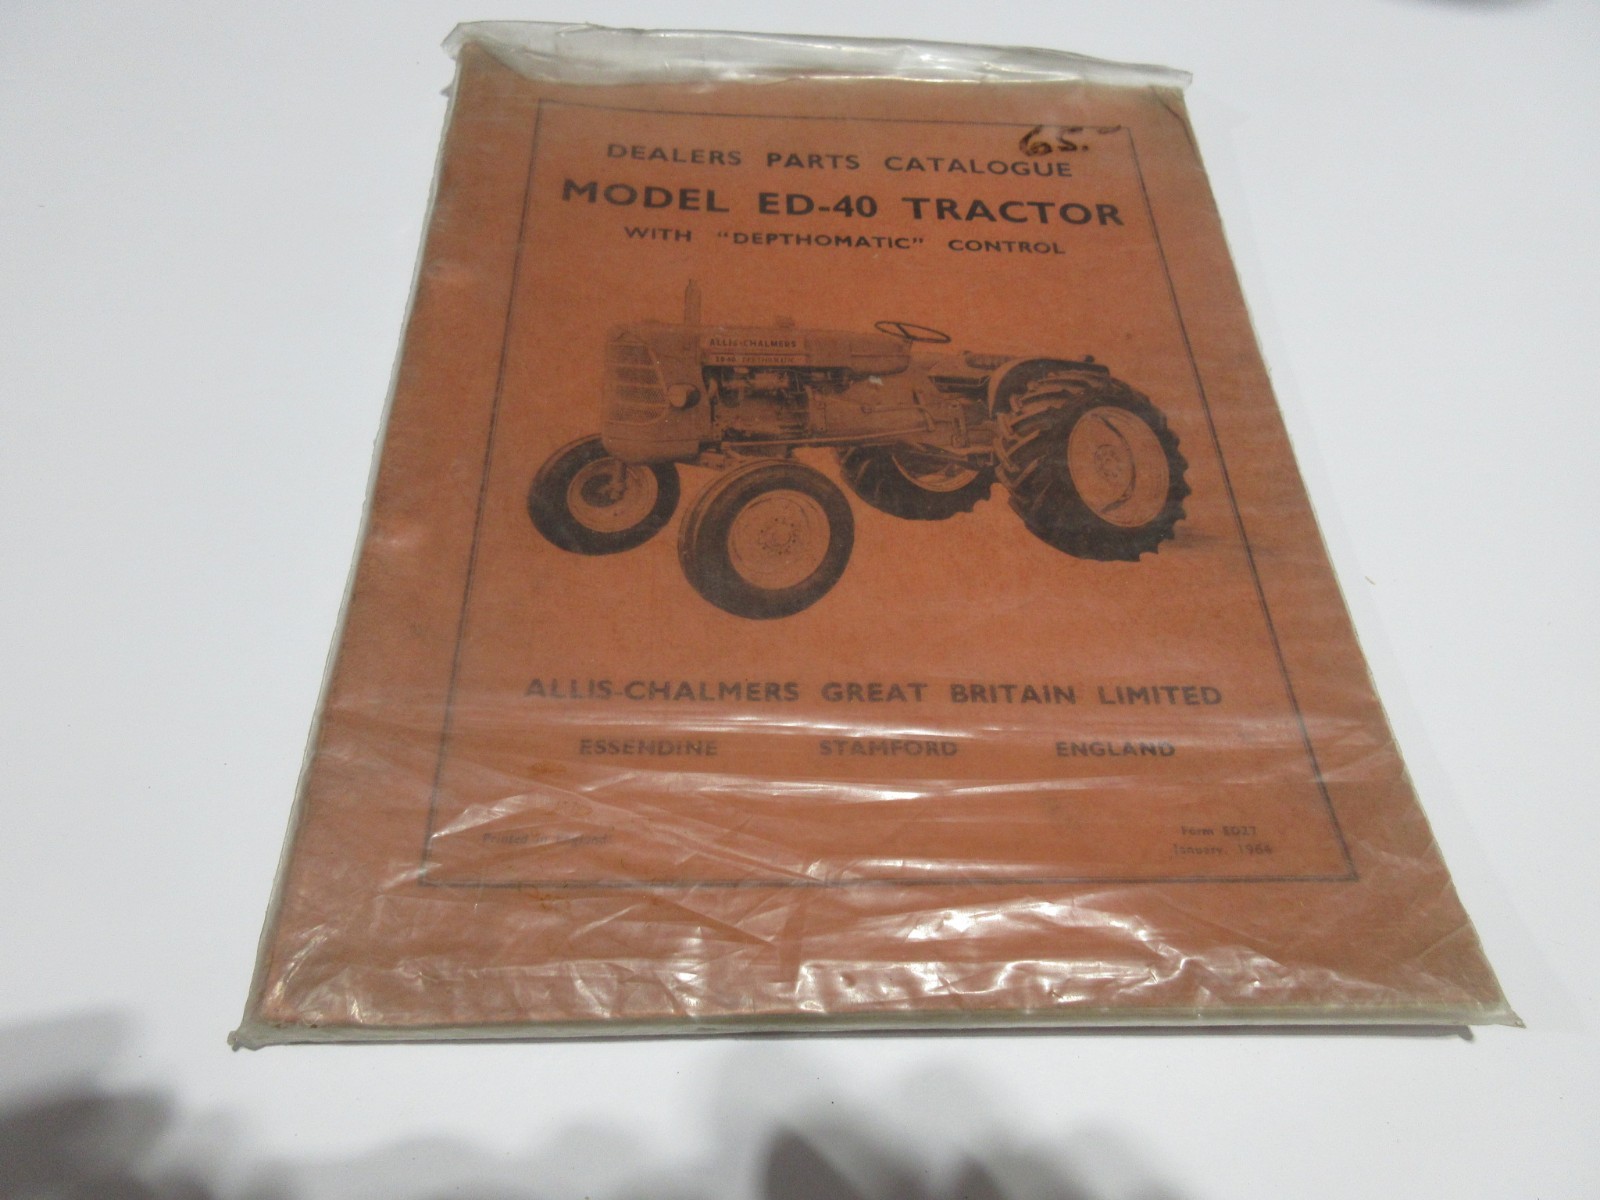 65.-
DEALERS PARTS CATALOGUE
MODEL ED-40 TRACTOR
WITH "DEPTHOMATIC" CONTROL
ALLIS-CHALMERS
ALLIS-CHALMERS GREAT BRITAIN LIMITED
ESSENDINE STAMFORD ENGLAND
Printed in England
Form ED27
January, 1964